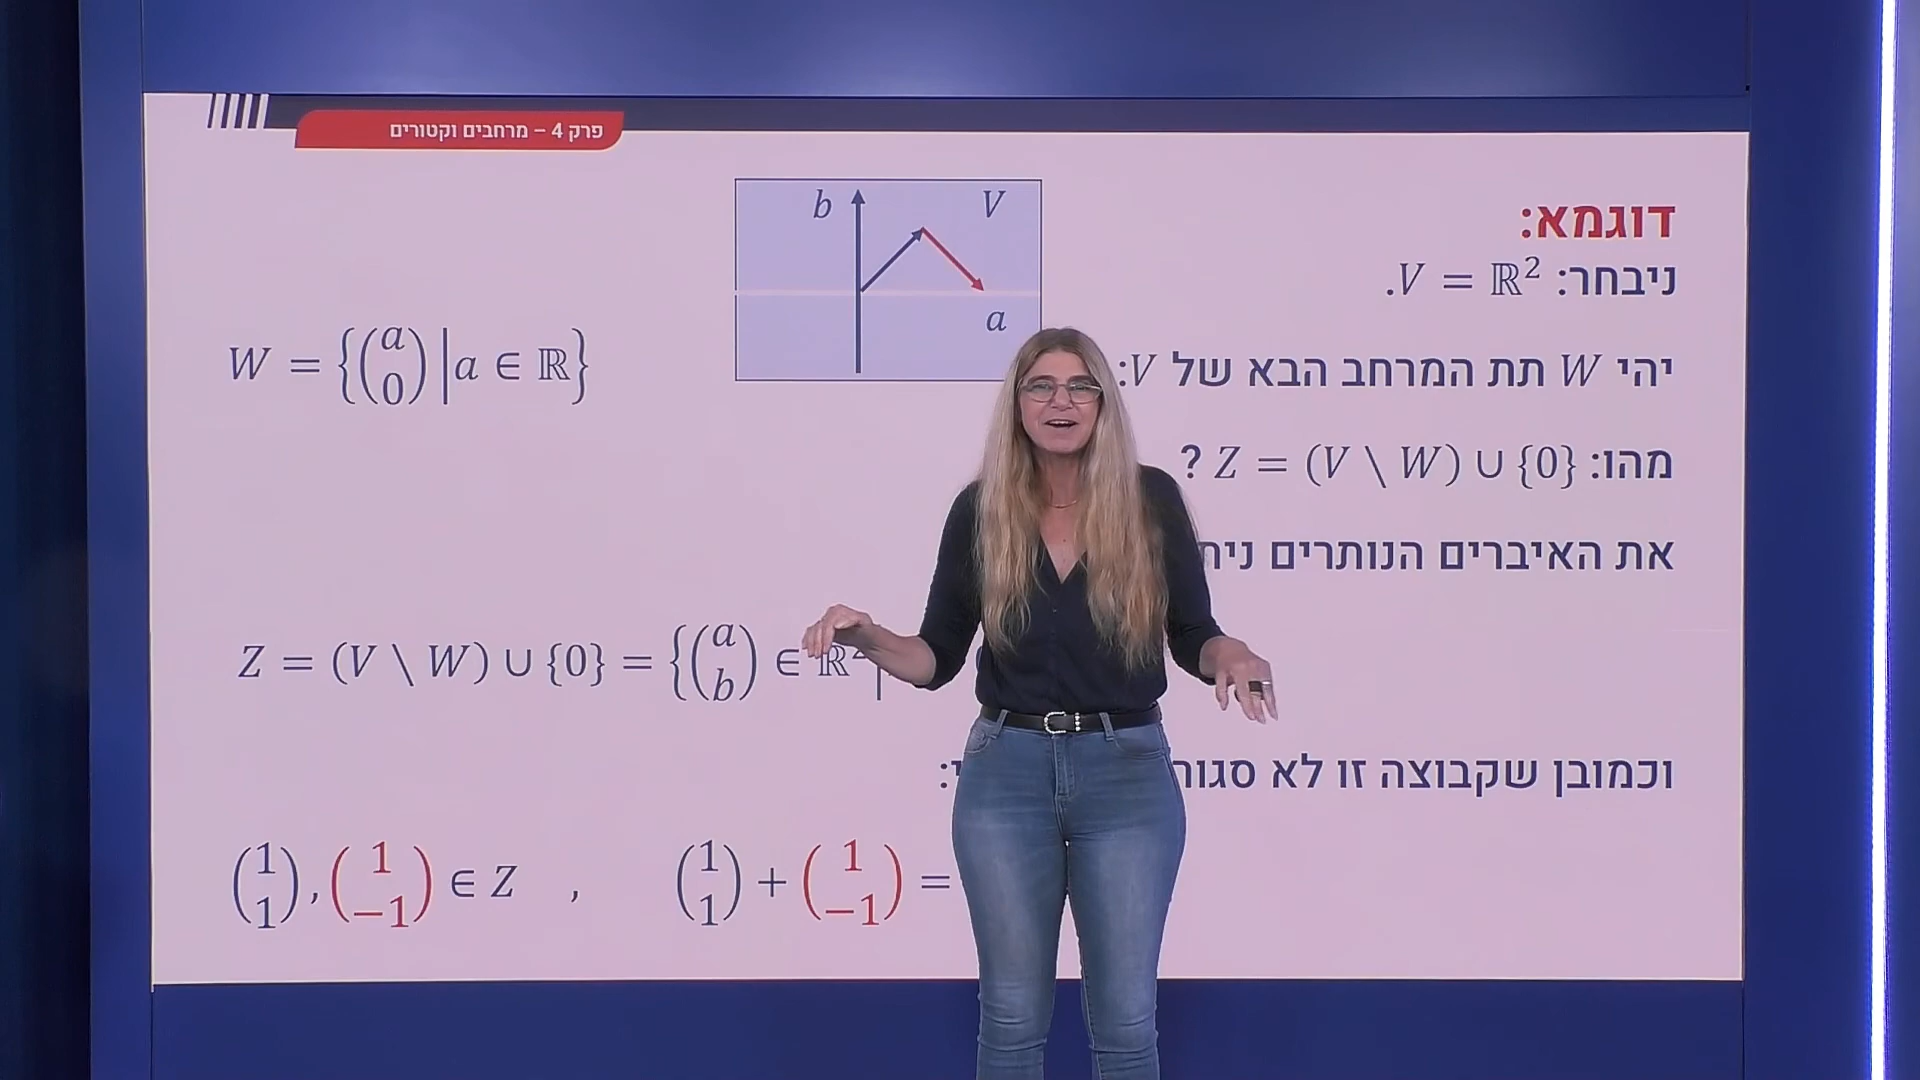 פרק 4 – מרחבים וקטורים
דוגמא:
ניבחר: V = ℝ².
b
V
a
יהי W תת המרחב הבא של V:
W = {(a 0) | a ∈ ℝ}
מהו: Z = (V \ W) ∪ {0} ?
את האיברים הנותרים
Z = (V \ W) ∪ {0} = {(a b) ∈ ℝ² |
וכמובן שקבוצה זו לא
(1 1), (1 −1) ∈ Z , (1 1) + (1 −1) =